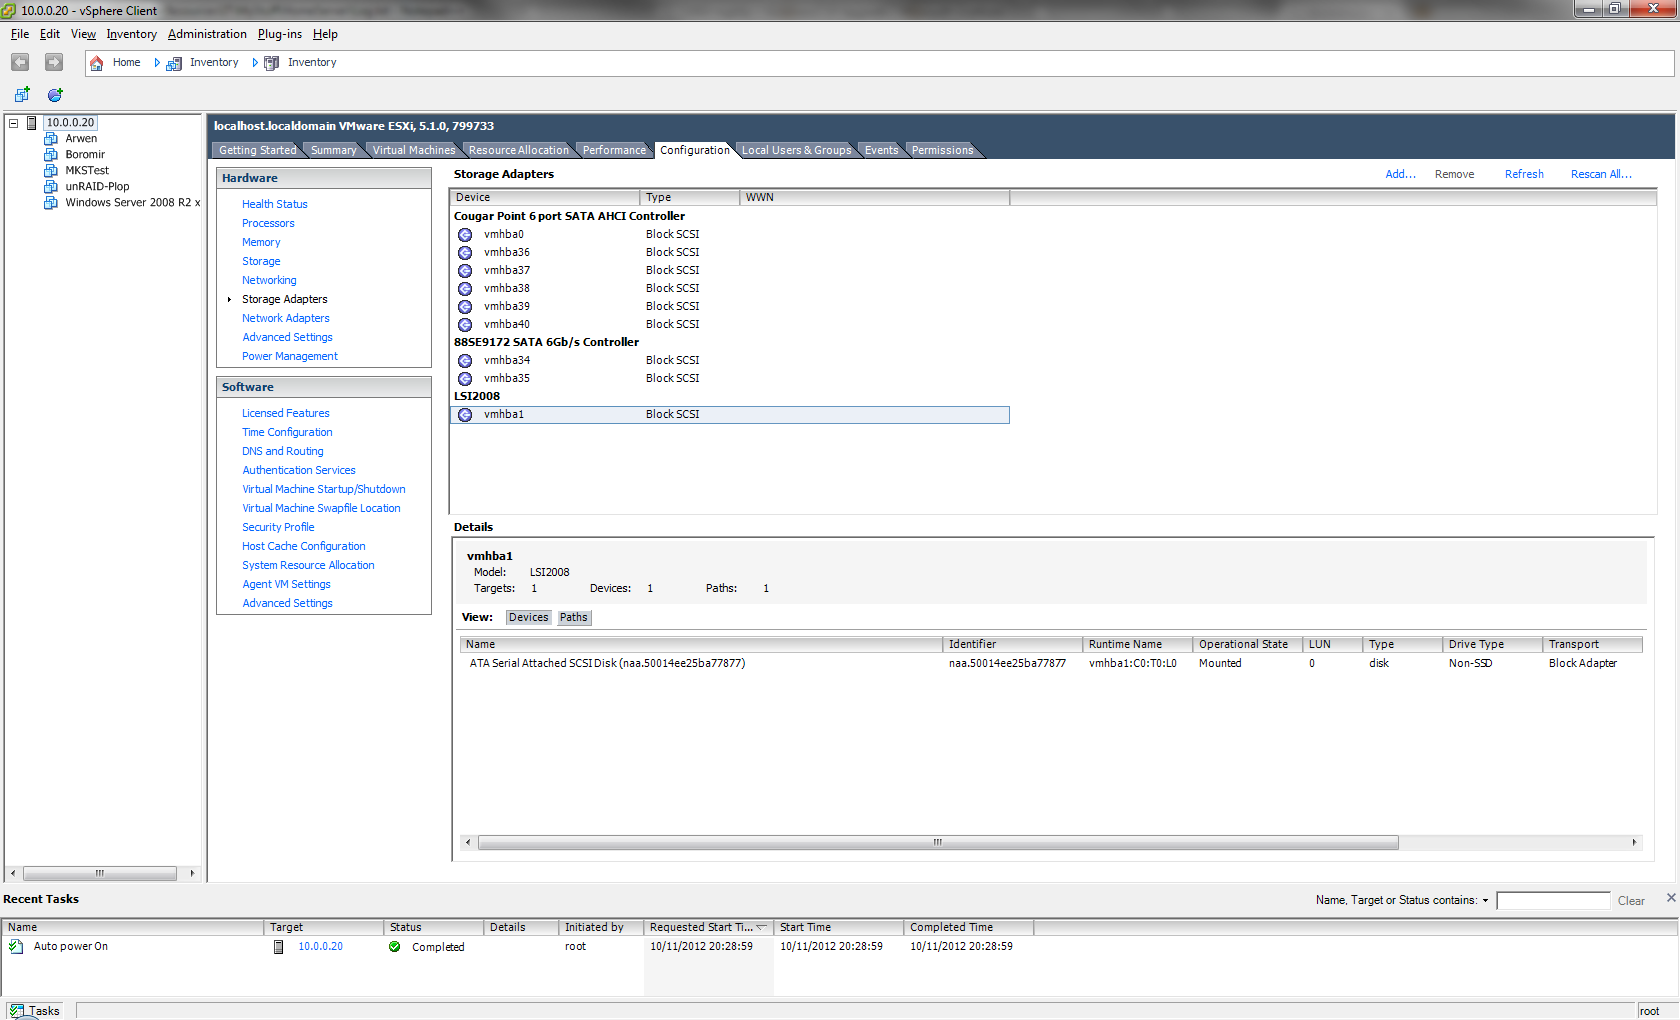 10.0.0.20 - vSphere Client
File Edit View Inventory Administration Plug-ins Help
Home Inventory Inventory
10.0.0.20
Arwen
Boromir
MKSTest
unRAID-Plop
Windows Server 2008 R2 x
localhost.localdomain VMware ESXi, 5.1.0, 799733
Getting Started Summary Virtual Machines Resource Allocation Performance Configuration Local Users & Groups Events Permissions
Hardware
Health Status
Processors
Memory
Storage
Networking
Storage Adapters
Network Adapters
Advanced Settings
Power Management
Software
Licensed Features
Time Configuration
DNS and Routing
Authentication Services
Virtual Machine Startup/Shutdown
Virtual Machine Swapfile Location
Security Profile
Host Cache Configuration
System Resource Allocation
Agent VM Settings
Advanced Settings
Storage Adapters Add... Remove Refresh Rescan All...
Device Type WWN
Cougar Point 6 port SATA AHCI Controller
vmhba0 Block SCSI
vmhba36 Block SCSI
vmhba37 Block SCSI
vmhba38 Block SCSI
vmhba39 Block SCSI
vmhba40 Block SCSI
88SE9172 SATA 6Gb/s Controller
vmhba34 Block SCSI
vmhba35 Block SCSI
LSI2008
vmhba1 Block SCSI
Details
vmhba1
Model: LSI2008
Targets: 1 Devices: 1 Paths: 1
View: Devices Paths
Name Identifier Runtime Name Operational State LUN Type Drive Type Transport
ATA Serial Attached SCSI Disk (naa.50014ee25ba77877) naa.50014ee25ba77877 vmhba1:C0:T0:L0 Mounted 0 disk Non-SSD Block Adapter
Recent Tasks Name, Target or Status contains: Clear
Name Target Status Details Initiated by Requested Start Ti... Start Time Completed Time
Auto power On 10.0.0.20 Completed root 10/11/2012 20:28:59 10/11/2012 20:28:59 10/11/2012 20:28:59
Tasks root